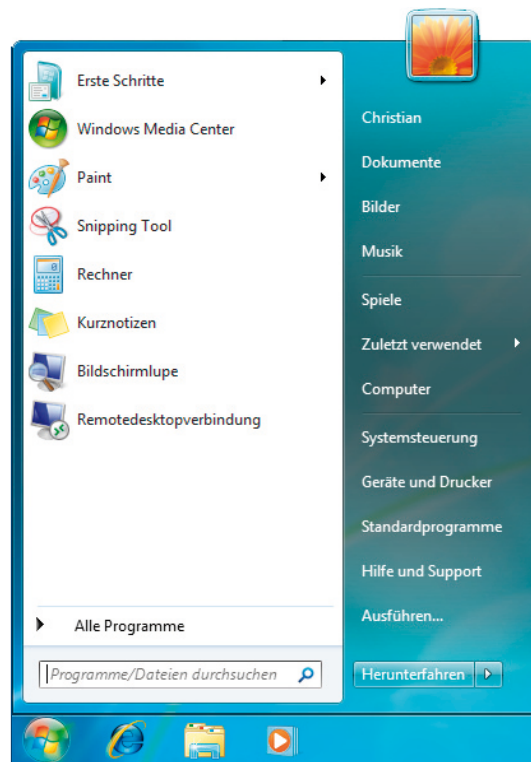 Erste Schritte
Windows Media Center
Paint
Snipping Tool
Rechner
Kurznotizen
Bildschirmlupe
Remotedesktopverbindung
Alle Programme
Programme/Dateien durchsuchen
Christian
Dokumente
Bilder
Musik
Spiele
Zuletzt verwendet
Computer
Systemsteuerung
Geräte und Drucker
Standardprogramme
Hilfe und Support
Ausführen...
Herunterfahren